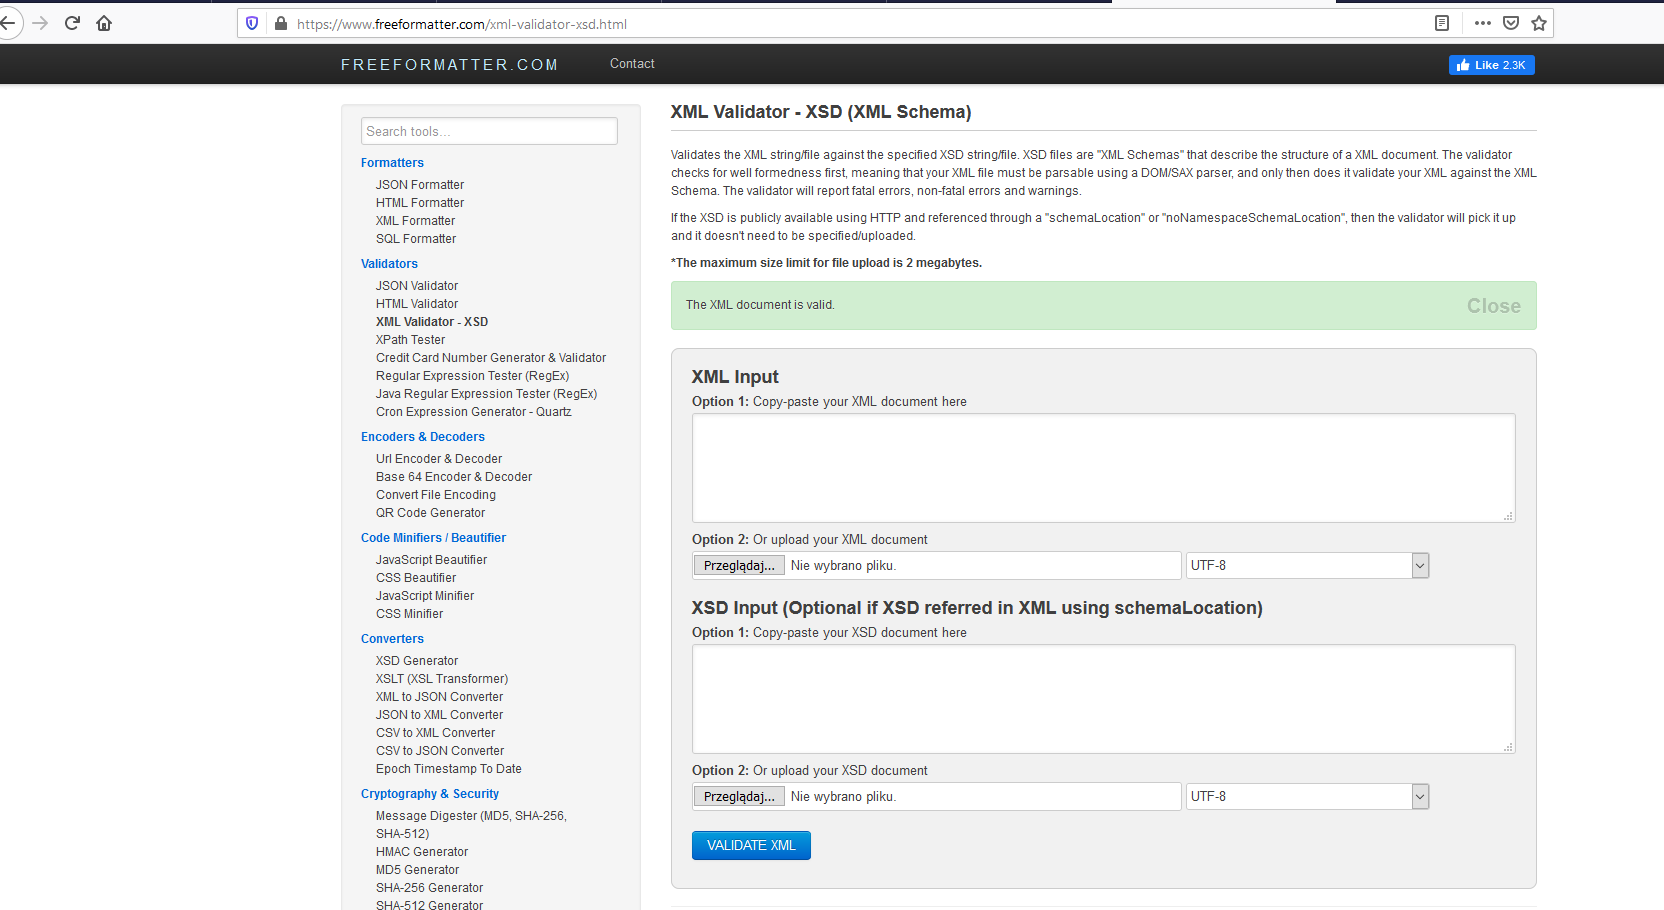 https://www.freeformatter.com/xml-validator-xsd.html
FREEFORMATTER.COM
Contact
Like 2.3K
Search tools...
Formatters
JSON Formatter
HTML Formatter
XML Formatter
SQL Formatter
Validators
JSON Validator
HTML Validator
XML Validator - XSD
XPath Tester
Credit Card Number Generator & Validator
Regular Expression Tester (RegEx)
Java Regular Expression Tester (RegEx)
Cron Expression Generator - Quartz
Encoders & Decoders
Url Encoder & Decoder
Base 64 Encoder & Decoder
Convert File Encoding
QR Code Generator
Code Minifiers / Beautifier
JavaScript Beautifier
CSS Beautifier
JavaScript Minifier
CSS Minifier
Converters
XSD Generator
XSLT (XSL Transformer)
XML to JSON Converter
JSON to XML Converter
CSV to XML Converter
CSV to JSON Converter
Epoch Timestamp To Date
Cryptography & Security
Message Digester (MD5, SHA-256,
SHA-512)
HMAC Generator
MD5 Generator
SHA-256 Generator
SHA-512 Generator
XML Validator - XSD (XML Schema)
Validates the XML string/file against the specified XSD string/file. XSD files are "XML Schemas" that describe the structure of a XML document. The validator
checks for well formedness first, meaning that your XML file must be parsable using a DOM/SAX parser, and only then does it validate your XML against the XML
Schema. The validator will report fatal errors, non-fatal errors and warnings.
If the XSD is publicly available using HTTP and referenced through a "schemaLocation" or "noNamespaceSchemaLocation", then the validator will pick it up
and it doesn't need to be specified/uploaded.
*The maximum size limit for file upload is 2 megabytes.
The XML document is valid.
Close
XML Input
Option 1: Copy-paste your XML document here
Option 2: Or upload your XML document
Przeglądaj... Nie wybrano pliku.
UTF-8
XSD Input (Optional if XSD referred in XML using schemaLocation)
Option 1: Copy-paste your XSD document here
Option 2: Or upload your XSD document
Przeglądaj... Nie wybrano pliku.
UTF-8
VALIDATE XML